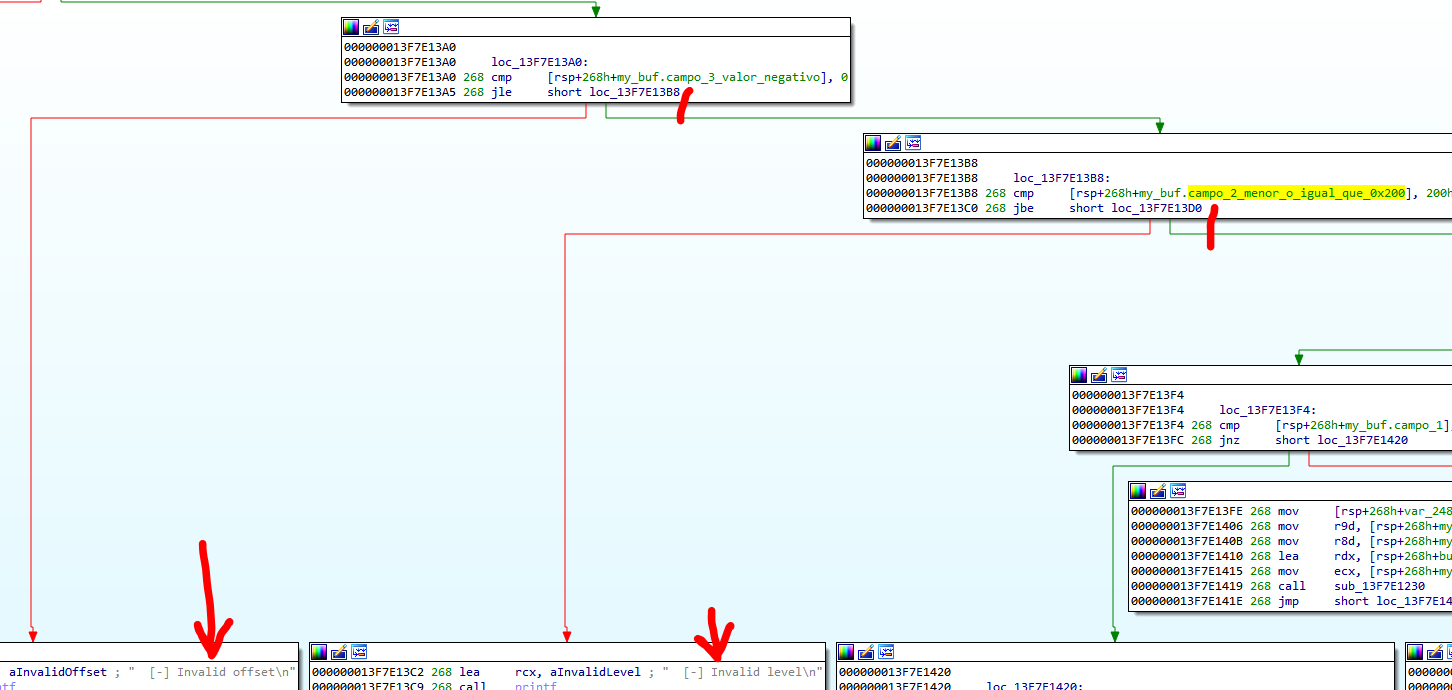 000000013F7E13A0
000000013F7E13A0 loc_13F7E13A0:
000000013F7E13A0 268 cmp [rsp+268h+my_buf.campo_3_valor_negativo], 0
000000013F7E13A5 268 jle short loc_13F7E13B8
000000013F7E13B8
000000013F7E13B8 loc_13F7E13B8:
000000013F7E13B8 268 cmp [rsp+268h+my_buf.campo_2_menor_o_igual_que_0x200], 200h
000000013F7E13C0 268 jbe short loc_13F7E13D0
000000013F7E13F4
000000013F7E13F4 loc_13F7E13F4:
000000013F7E13F4 268 cmp [rsp+268h+my_buf.campo_1],
000000013F7E13FC 268 jnz short loc_13F7E1420
000000013F7E13FE 268 mov [rsp+268h+var_248
000000013F7E1406 268 mov r9d, [rsp+268h+my
000000013F7E140B 268 mov r8d, [rsp+268h+my
000000013F7E1410 268 lea rdx, [rsp+268h+bu
000000013F7E1415 268 mov ecx, [rsp+268h+my
000000013F7E1419 268 call sub_13F7E1230
000000013F7E141E 268 jmp short loc_13F7E14
aInvalidOffset ; " [-] Invalid offset\n"
000000013F7E13C2 268 lea rcx, aInvalidLevel ; " [-] Invalid level\n"
000000013F7E13C9 268 call printf
000000013F7E1420
000000013F7E1420 loc_13F7E1420: